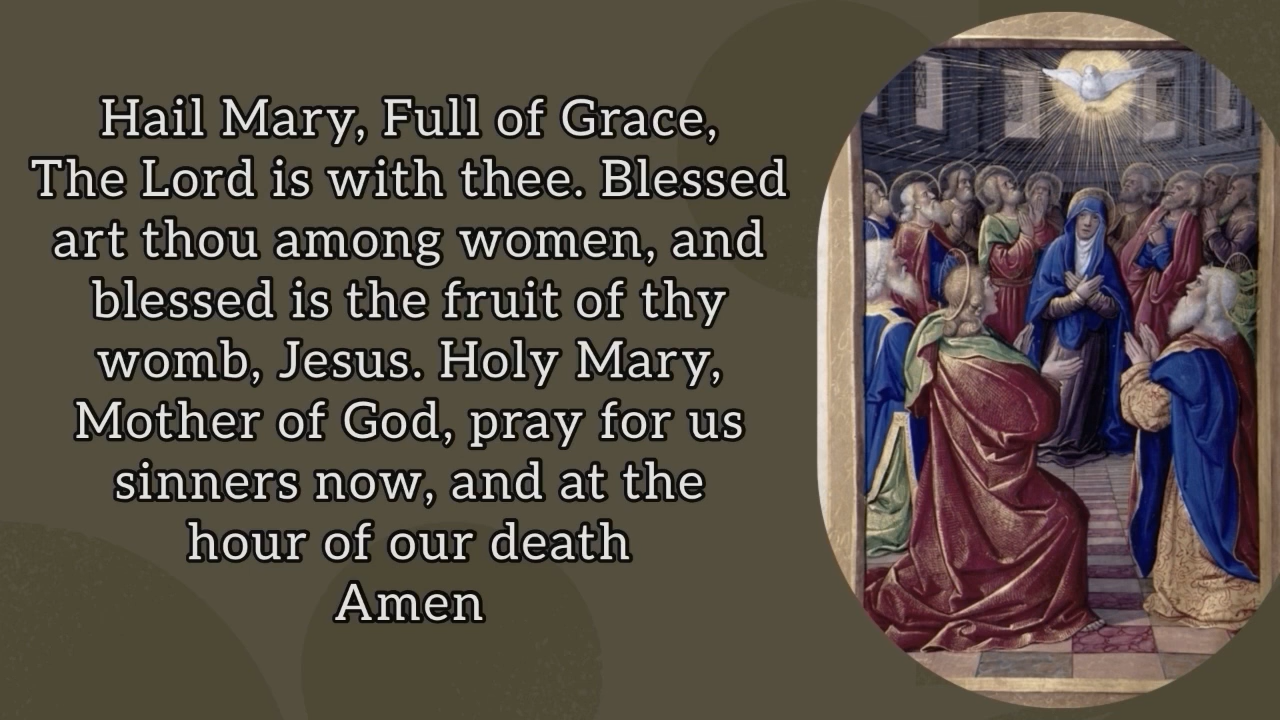 Hail Mary, Full of Grace,
The Lord is with thee. Blessed
art thou among women, and
blessed is the fruit of thy
womb, Jesus. Holy Mary,
Mother of God, pray for us
sinners now, and at the
hour of our death
Amen